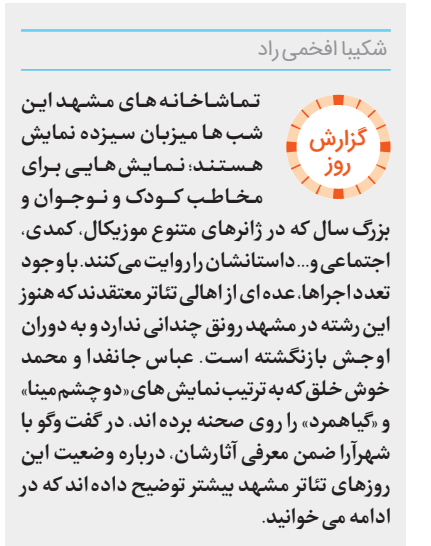 شکیبا افخمی راد
گزارش
روز
تماشاخانه‌های مشهد این
شب‌ها میزبان سیزده نمایش
هستند؛ نمایش‌هایی برای
مخاطب کودک و نوجوان و
بزرگ‌سال که در ژانرهای متنوع موزیکال، کمدی،
اجتماعی و... داستانشان را روایت می‌کنند. با وجود
تعدد اجراها، عده‌ای از اهالی تئاتر معتقدند که هنوز
این رشته در مشهد رونق چندانی ندارد و به دوران
اوجش بازنگشته است. عباس جانفدا و محمد
خوش‌خلق که به ترتیب نمایش‌های «دو چشم مینا»
و «گیاهمرد» را روی صحنه برده‌اند، در گفت‌وگو با
شهرآرا ضمن معرفی آثارشان، درباره وضعیت این
روزهای تئاتر مشهد بیشتر توضیح داده‌اند که در
ادامه می‌خوانید.